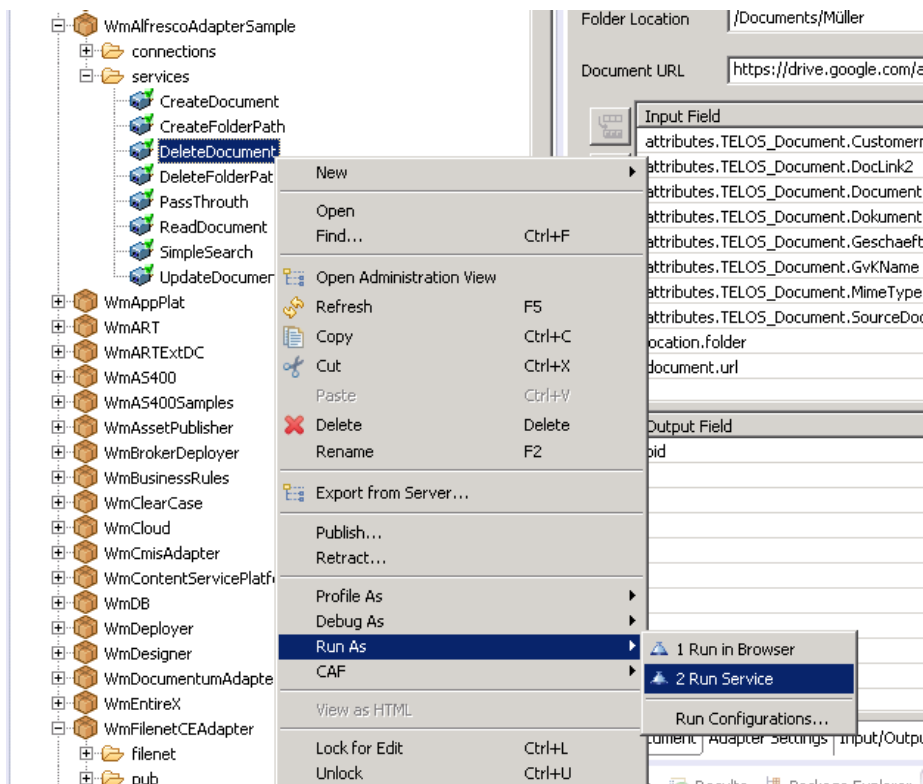 WmAlfrescoAdapterSample
connections
services
CreateDocument
CreateFolderPath
DeleteDocument
DeleteFolderPat
PassThrouth
ReadDocument
SimpleSearch
UpdateDocumen
WmAppPlat
WmART
WmARTExtDC
WmAS400
WmAS400Samples
WmAssetPublisher
WmBrokerDeployer
WmBusinessRules
WmClearCase
WmCloud
WmCmisAdapter
WmContentServicePlatf
WmDB
WmDeployer
WmDesigner
WmDocumentumAdapte
WmEntireX
WmFilenetCEAdapter
filenet
pub
New
Open
Find... Ctrl+F
Open Administration View
Refresh F5
Copy Ctrl+C
Cut Ctrl+X
Paste Ctrl+V
Delete Delete
Rename F2
Export from Server...
Publish...
Retract...
Profile As
Debug As
Run As
CAF
View as HTML
Lock for Edit Ctrl+L
Unlock Ctrl+U
1 Run in Browser
2 Run Service
Run Configurations...
Folder Location /Documents/Müller
Document URL https://drive.google.com/a
Input Field
attributes.TELOS_Document.Customern
attributes.TELOS_Document.DocLink2
attributes.TELOS_Document.Document
attributes.TELOS_Document.Dokument
attributes.TELOS_Document.Geschaeft
attributes.TELOS_Document.GvKName
attributes.TELOS_Document.MimeType
attributes.TELOS_Document.SourceDoc
location.folder
document.url
Output Field
oid
Adapter Settings Input/Outpu
Results Package Explorer